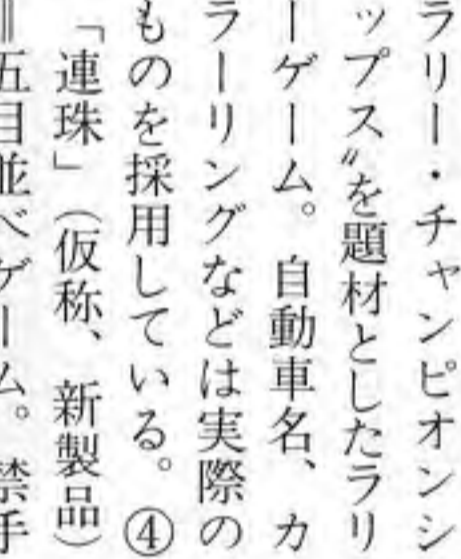 ラリー・チャンピオンシ
ップス〟を題材としたラリ
ーゲーム。自動車名、カ
ラーリングなどは実際の
ものを採用している。④
「連珠」（仮称、新製品）
＝五目並べゲーム。禁手